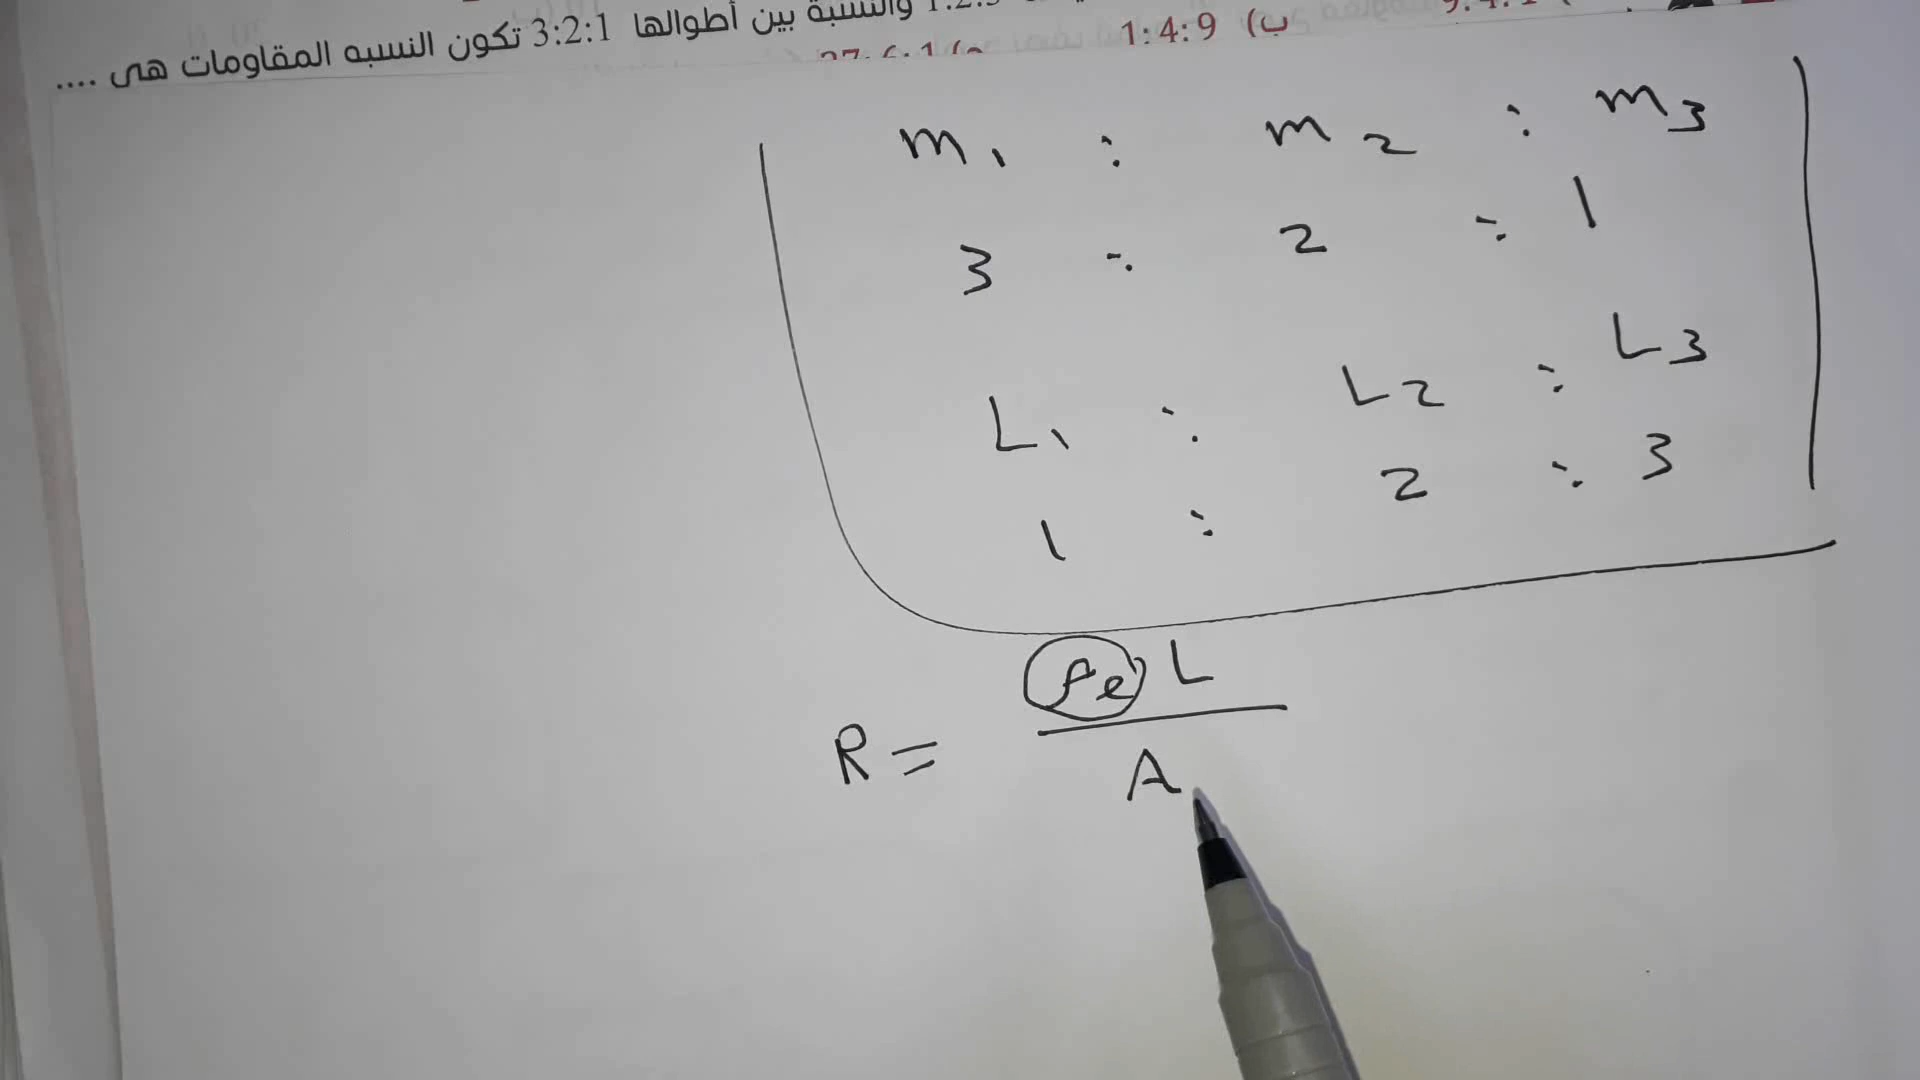 والنسبة بين أطوالها 3:2:1 تكون النسبه المقاومات هى ....
ب) 1:4:9
m1 : m2 : m3
3 : 2 : 1
L1 : L2 : L3
1 : 2 : 3
R = ρe L / A